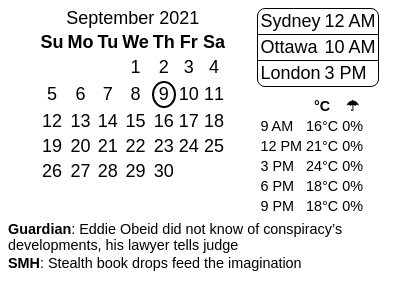 September 2021
Su Mo Tu We Th Fr Sa
1 2 3 4
5 6 7 8 9 10 11
12 13 14 15 16 17 18
19 20 21 22 23 24 25
26 27 28 29 30
Sydney 12 AM
Ottawa 10 AM
London 3 PM
°C ☂
9 AM 16°C 0%
12 PM 21°C 0%
3 PM 24°C 0%
6 PM 18°C 0%
9 PM 18°C 0%
Guardian: Eddie Obeid did not know of conspiracy’s
developments, his lawyer tells judge
SMH: Stealth book drops feed the imagination